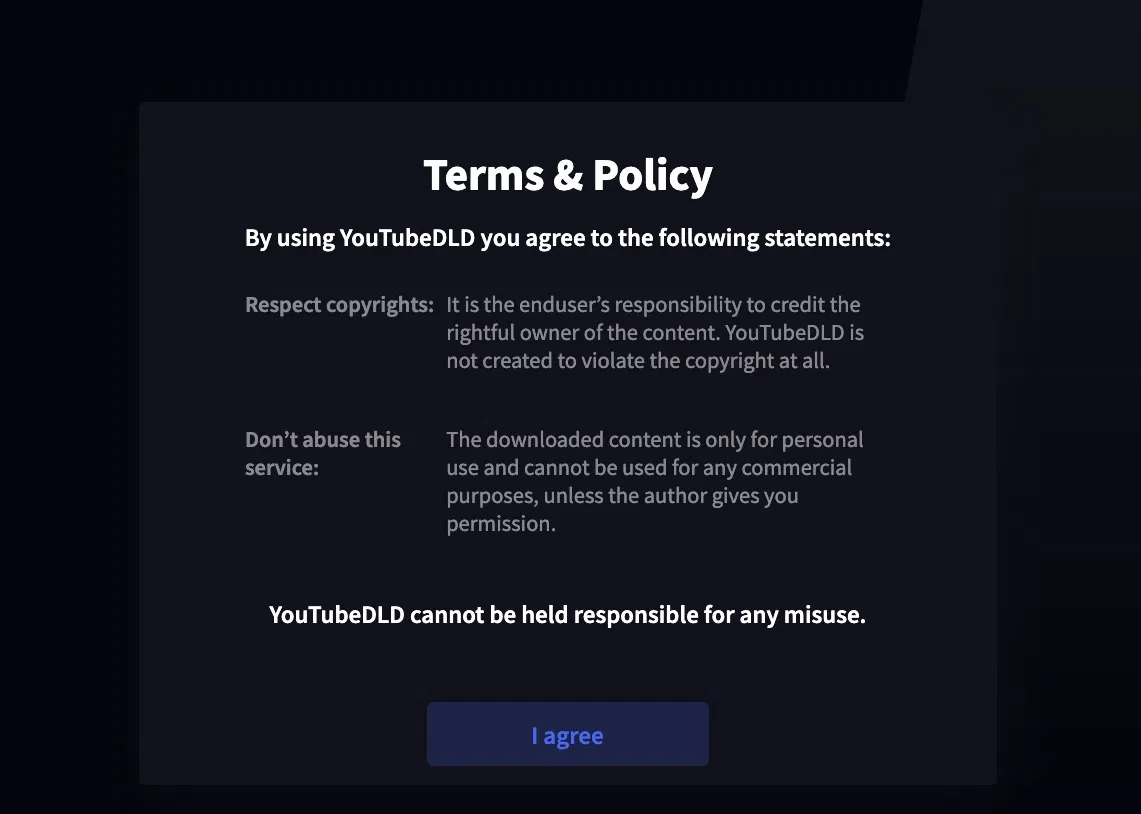 Terms & Policy
By using YouTubeDLD you agree to the following statements:
Respect copyrights: It is the enduser’s responsibility to credit the
rightful owner of the content. YouTubeDLD is
not created to violate the copyright at all.
Don’t abuse this
service:
The downloaded content is only for personal
use and cannot be used for any commercial
purposes, unless the author gives you
permission.
YouTubeDLD cannot be held responsible for any misuse.
I agree